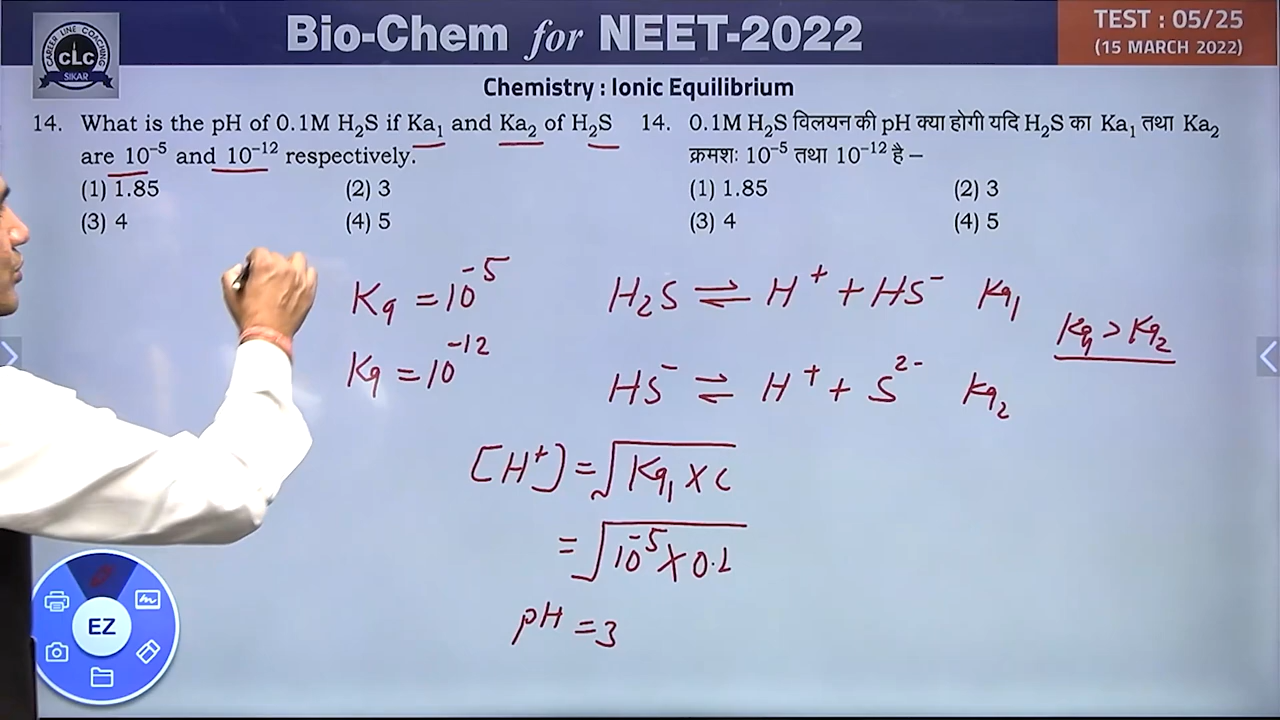 Bio-Chem for NEET-2022
TEST : 05/25
(15 MARCH 2022)
CAREER LINE COACHING
CLC
SIKAR
Chemistry : Ionic Equilibrium
14. What is the pH of 0.1M H₂S if Ka₁ and Ka₂ of H₂S
are 10⁻⁵ and 10⁻¹² respectively.
(1) 1.85 (2) 3
(3) 4 (4) 5
14. 0.1M H₂S विलयन की pH क्या होगी यदि H₂S का Ka₁ तथा Ka₂
क्रमशः 10⁻⁵ तथा 10⁻¹² है –
(1) 1.85 (2) 3
(3) 4 (4) 5
Ka = 10⁻⁵
Ka = 10⁻¹²
H₂S ⇌ H⁺ + HS⁻ Ka₁
Ka₁ > Ka₂
HS⁻ ⇌ H⁺ + S²⁻ Ka₂
[H⁺] = √Ka₁ × C
= √10⁻⁵ × 0.1
pH = 3
EZ